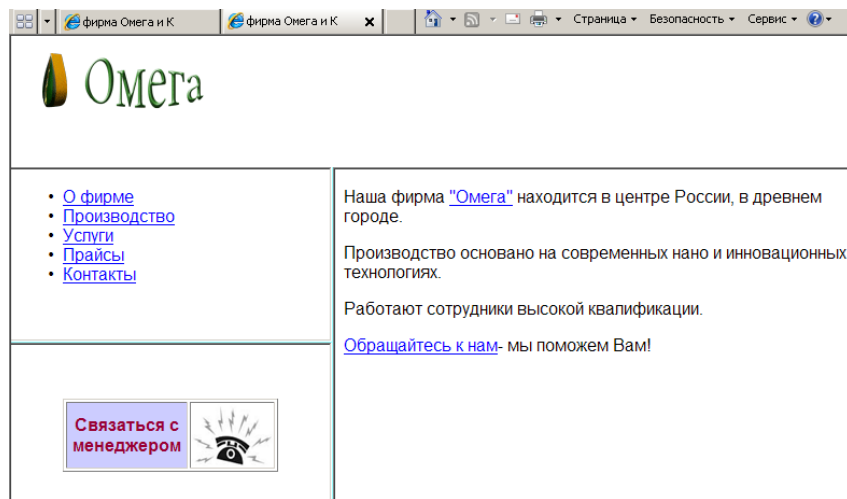 фирма Омега и К
фирма Омега и К
Страница
Безопасность
Сервис
Омега
• О фирме
• Производство
• Услуги
• Прайсы
• Контакты
Связаться с
менеджером
Наша фирма "Омега" находится в центре России, в древнем
городе.
Производство основано на современных нано и инновационных
технологиях.
Работают сотрудники высокой квалификации.
Обращайтесь к нам- мы поможем Вам!